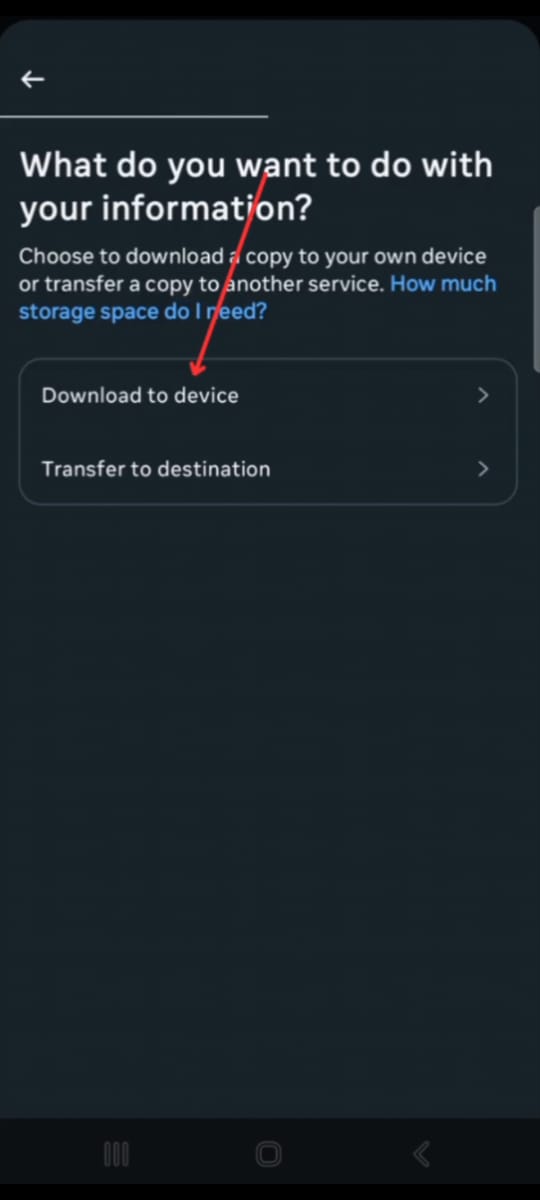 What do you want to do with
your information?
Choose to download a copy to your own device
or transfer a copy to another service. How much
storage space do I need?
Download to device
Transfer to destination